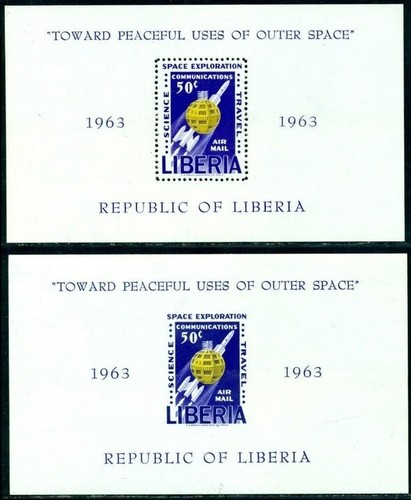 "TOWARD PEACEFUL USES OF OUTER SPACE"
SPACE EXPLORATION
COMMUNICATIONS
50¢
SCIENCE
TRAVEL
1963
1963
AIR
MAIL
LIBERIA
REPUBLIC OF LIBERIA
"TOWARD PEACEFUL USES OF OUTER SPACE"
SPACE EXPLORATION
COMMUNICATIONS
50¢
SCIENCE
TRAVEL
1963
1963
AIR
MAIL
LIBERIA
REPUBLIC OF LIBERIA